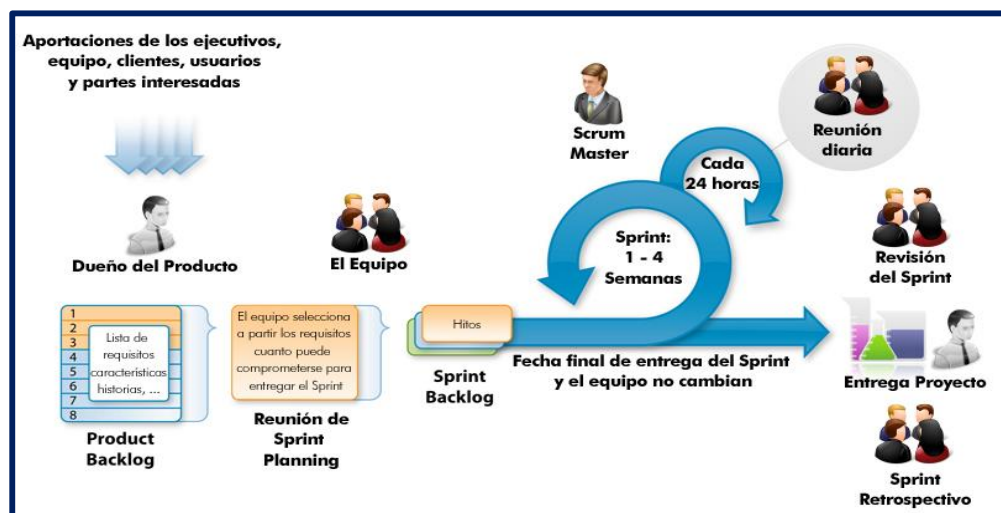 Aportaciones de los ejecutivos,
equipo, clientes, usuarios
y partes interesadas
Dueño del Producto
El Equipo
Scrum
Master
Cada
24 horas
Reunión
diaria
Sprint:
1 - 4
Semanas
Revisión
del Sprint
1
2
3
4
5
6
7
8
Lista de
requisitos
características
historias, ...
Product
Backlog
El equipo selecciona
a partir los requisitos
cuanto puede
comprometerse para
entregar el Sprint
Reunión de
Sprint
Planning
Hitos
Sprint
Backlog
Fecha final de entrega del Sprint
y el equipo no cambian
Entrega Proyecto
Sprint
Retrospectivo